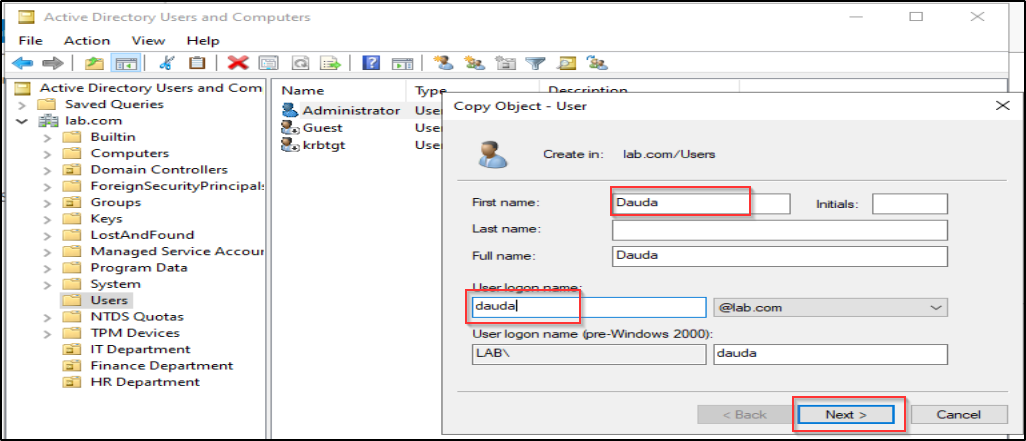 Active Directory Users and Computers
File Action View Help
Active Directory Users and Com
Saved Queries
lab.com
Builtin
Computers
Domain Controllers
ForeignSecurityPrincipals
Groups
Keys
LostAndFound
Managed Service Accour
Program Data
System
Users
NTDS Quotas
TPM Devices
IT Department
Finance Department
HR Department
Name Type Description
Administrator User
Guest User
krbtgt User
Copy Object - User
Create in: lab.com/Users
First name: Dauda Initials:
Last name:
Full name: Dauda
User logon name:
dauda @lab.com
User logon name (pre-Windows 2000):
LAB\ dauda
< Back Next > Cancel